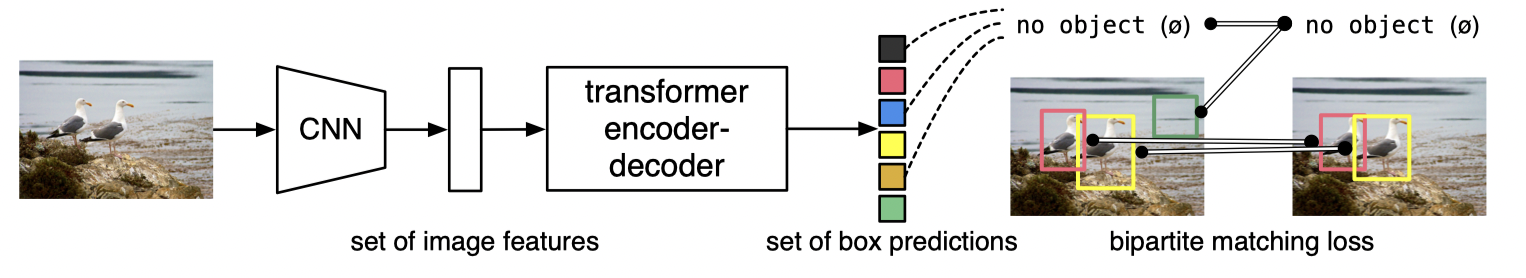 no object (ø)
no object (ø)
CNN
transformer
encoder-
decoder
set of image features
set of box predictions
bipartite matching loss